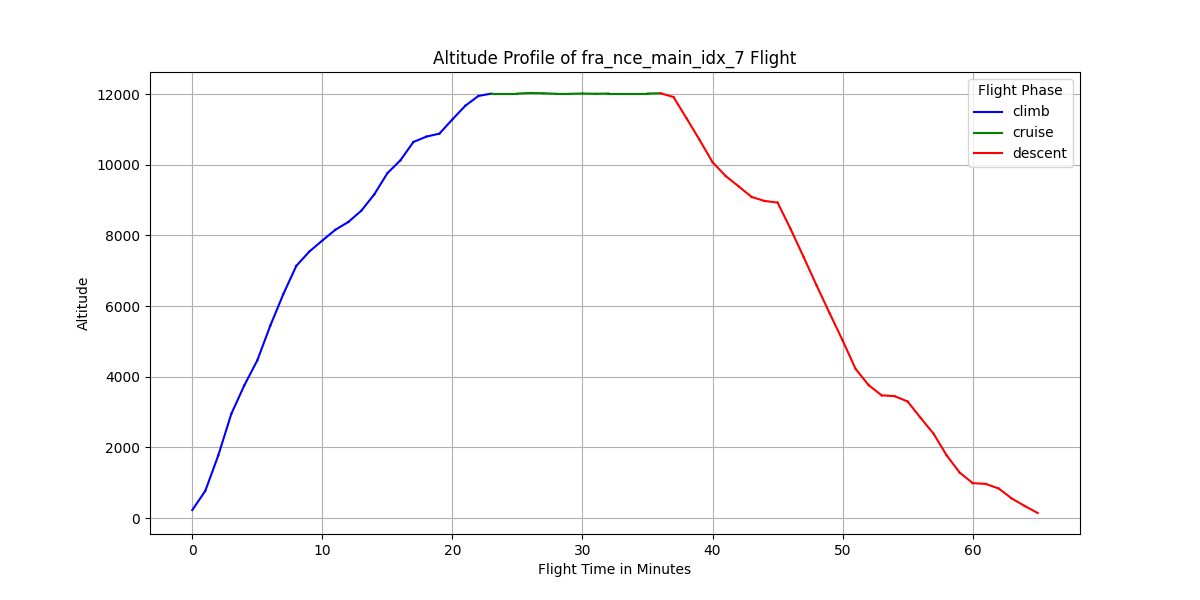 Altitude Profile of fra_nce_main_idx_7 Flight
Flight Phase
climb
cruise
descent
12000
10000
8000
6000
4000
2000
0
Altitude
0 10 20 30 40 50 60
Flight Time in Minutes